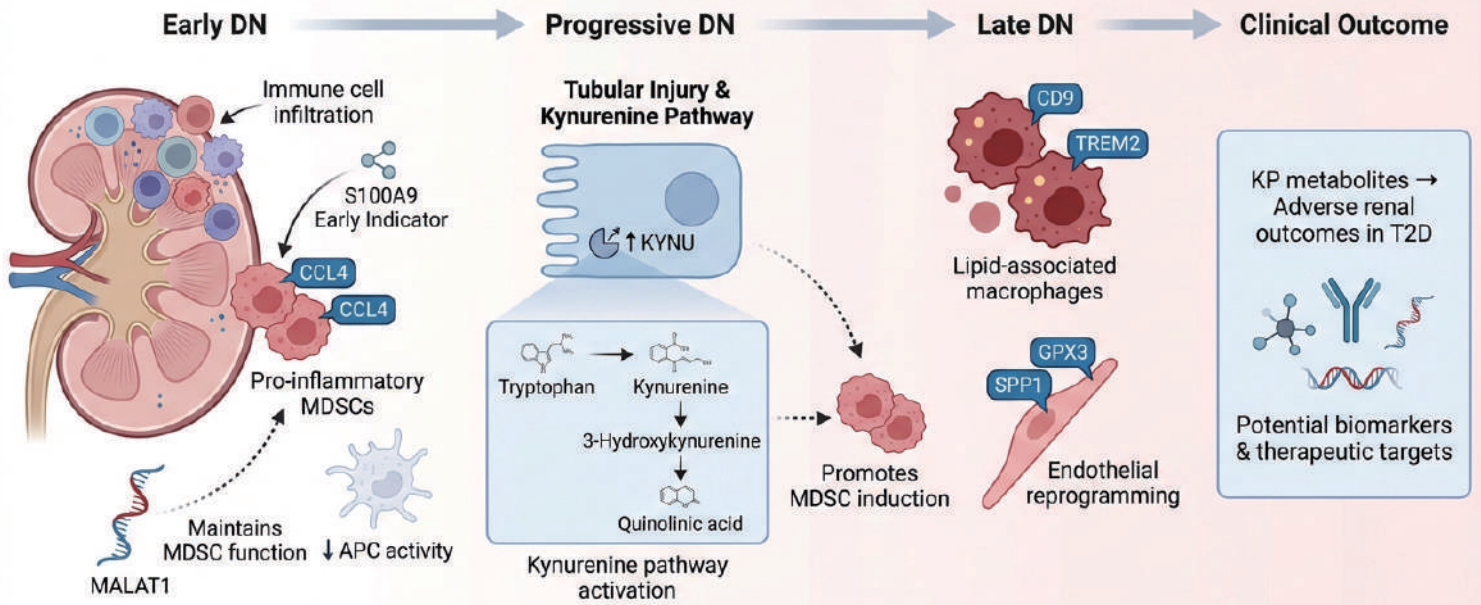 Early DN
Progressive DN
Late DN
Clinical Outcome
Immune cell
infiltration
S100A9
Early Indicator
CCL4
CCL4
Pro-inflammatory
MDSCs
Maintains
MDSC function
MALAT1
↓ APC activity
Tubular Injury &
Kynurenine Pathway
↑ KYNU
Tryptophan
Kynurenine
3-Hydroxykynurenine
Quinolinic acid
Kynurenine pathway
activation
Promotes
MDSC induction
CD9
TREM2
Lipid-associated
macrophages
GPX3
SPP1
Endothelial
reprogramming
KP metabolites →
Adverse renal
outcomes in T2D
Potential biomarkers
& therapeutic targets